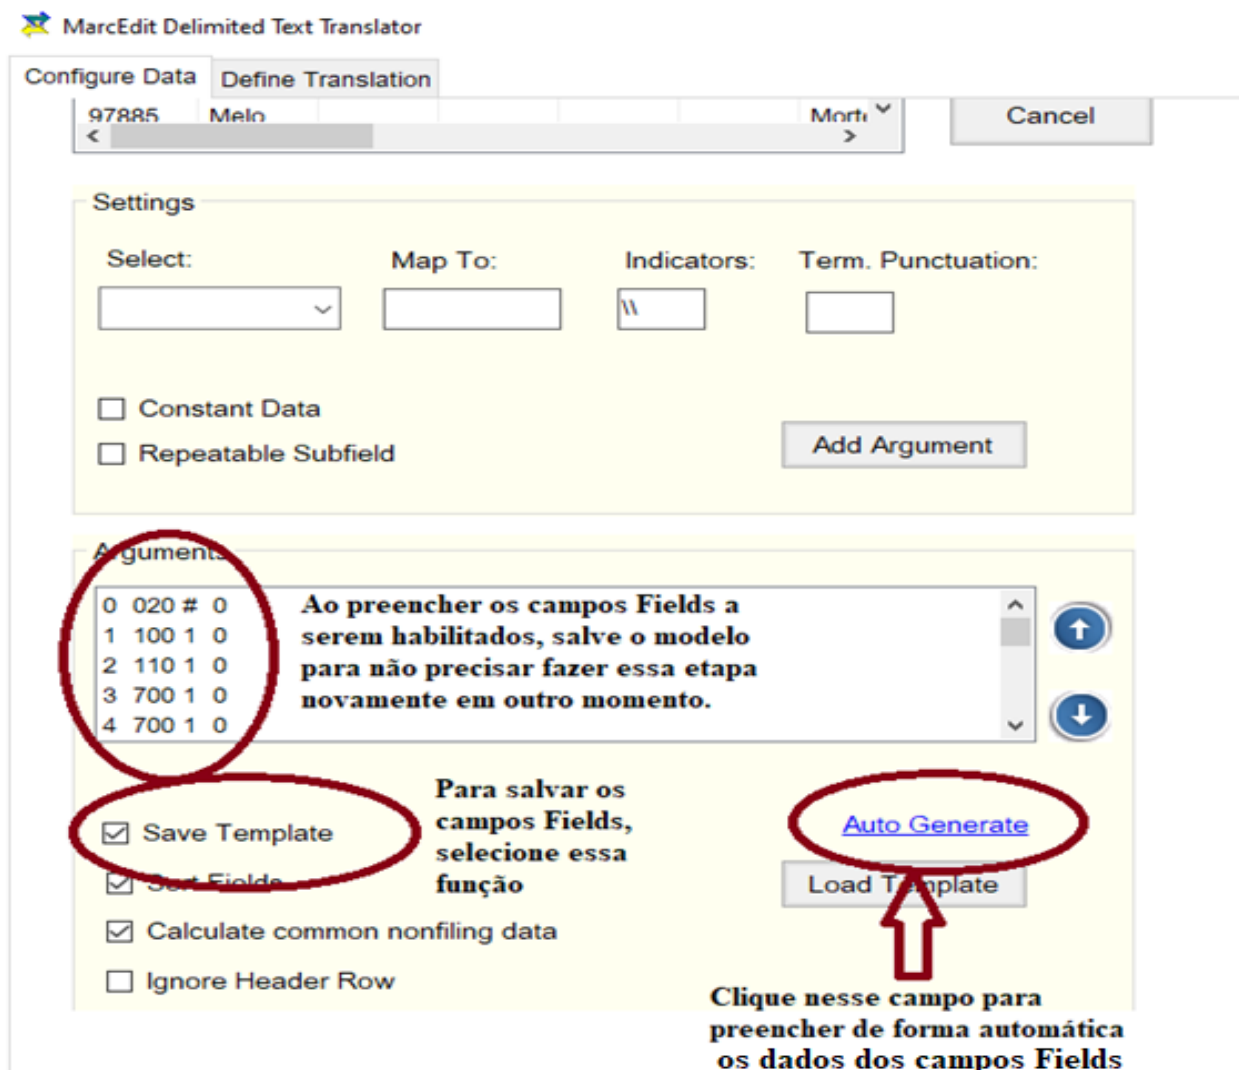 MarcEdit Delimited Text Translator
Configure Data Define Translation
97885 Melo
Cancel
Settings
Select: Map To: Indicators: Term. Punctuation:
\\
Constant Data
Repeatable Subfield
Add Argument
Arguments
0 020 # 0
1 100 1 0
2 110 1 0
3 700 1 0
4 700 1 0
Ao preencher os campos Fields a
serem habilitados, salve o modelo
para não precisar fazer essa etapa
novamente em outro momento.
Save Template
Sort Fields
Calculate common nonfiling data
Ignore Header Row
Para salvar os
campos Fields,
selecione essa
função
Auto Generate
Load Template
Clique nesse campo para
preencher de forma automática
os dados dos campos Fields